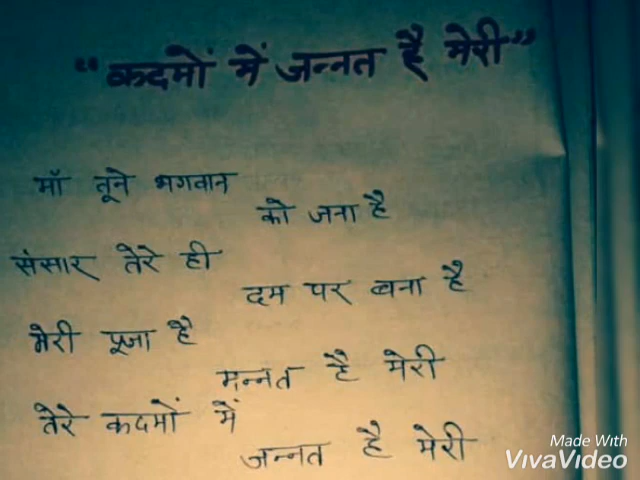 “कदमों में जन्नत है मेरी”
माँ तूने भगवान
को जना है
संसार तेरे ही
दम पर बना है
मेरी पूजा है
मन्नत है मेरी
तेरे कदमों में
जन्नत है मेरी
Made With
VivaVideo